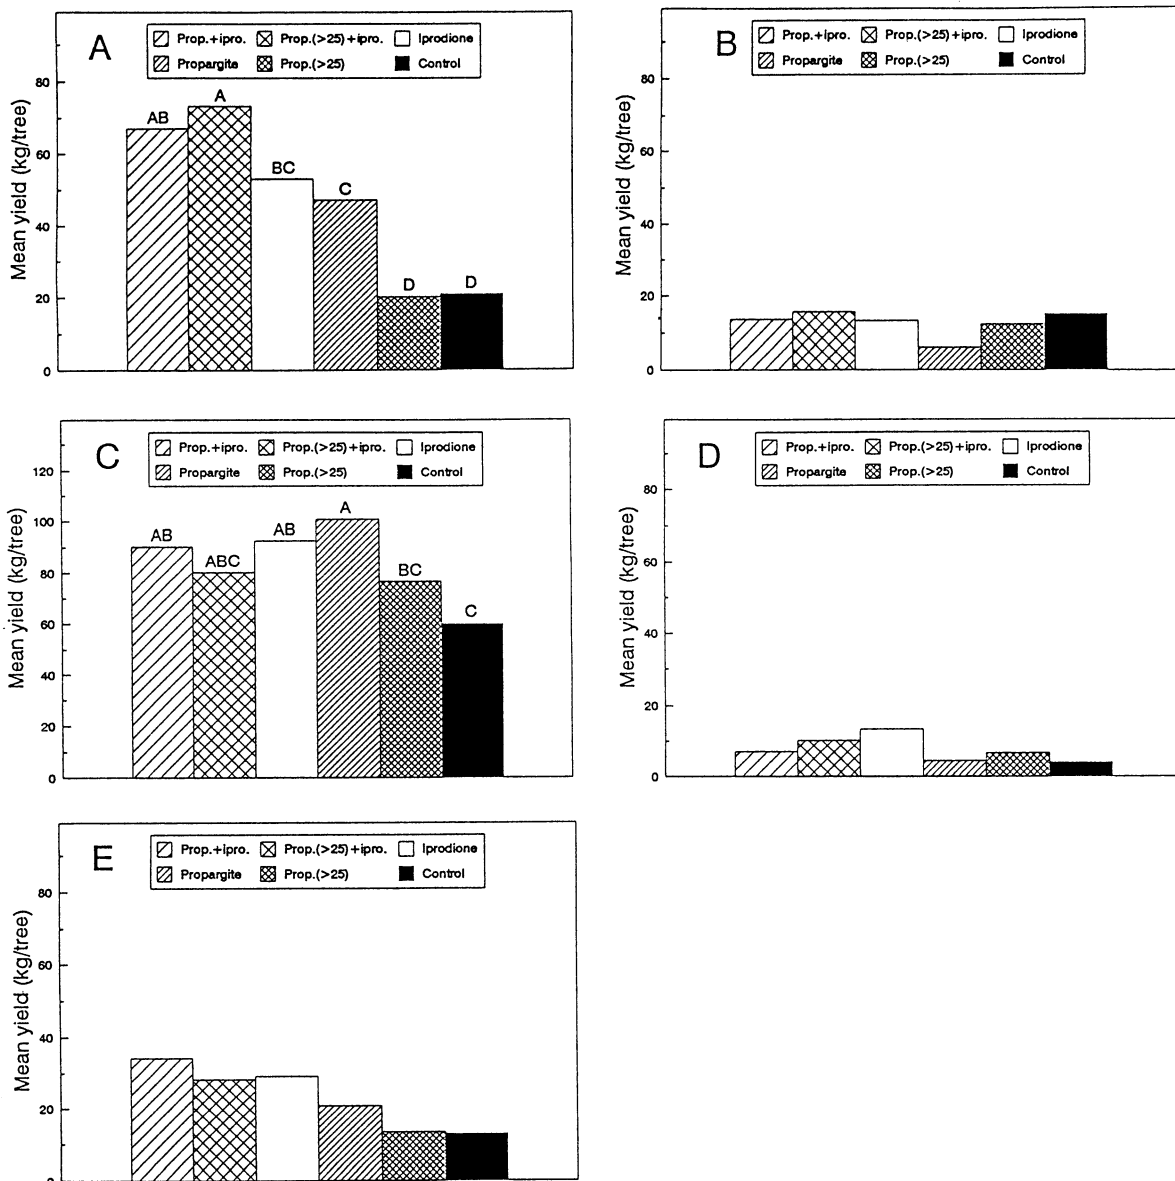 A
Prop.+ipro. Prop.(>25)+ipro. Iprodione
Propargite Prop.(>25) Control
Mean yield (kg/tree)
80
60
40
20
0
AB
A
BC
C
D
D
B
Prop.+ipro. Prop.(>25)+ipro. Iprodione
Propargite Prop.(>25) Control
Mean yield (kg/tree)
80
60
40
20
0
C
Prop.+ipro. Prop.(>25)+ipro. Iprodione
Propargite Prop.(>25) Control
Mean yield (kg/tree)
120
100
80
60
40
20
0
AB
ABC
AB
A
BC
C
D
Prop.+ipro. Prop.(>25)+ipro. Iprodione
Propargite Prop.(>25) Control
Mean yield (kg/tree)
80
60
40
20
0
E
Prop.+ipro. Prop.(>25)+ipro. Iprodione
Propargite Prop.(>25) Control
Mean yield (kg/tree)
80
60
40
20
0